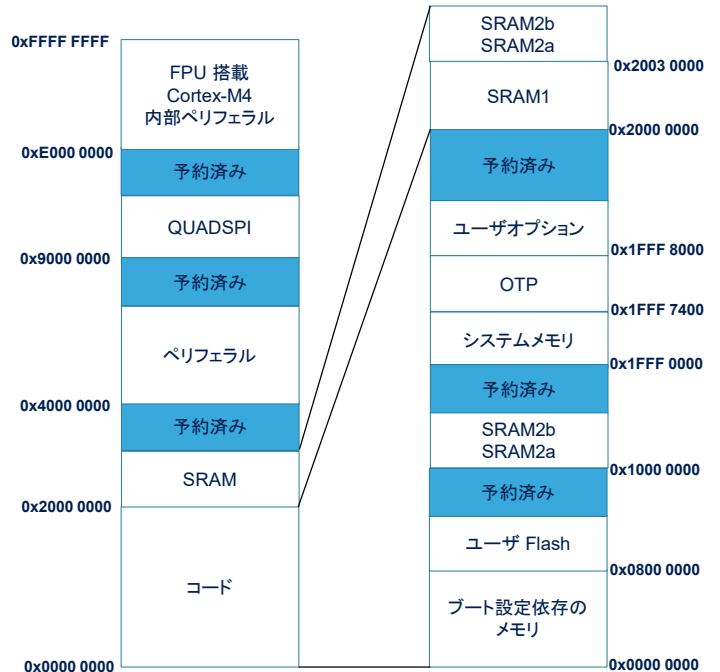 0xFFFF FFFF
FPU 搭載
Cortex-M4
内部ペリフェラル
0xE000 0000
予約済み
QUADSPI
0x9000 0000
予約済み
ペリフェラル
0x4000 0000
予約済み
SRAM
0x2000 0000
コード
0x0000 0000
SRAM2b
SRAM2a
0x2003 0000
SRAM1
0x2000 0000
予約済み
ユーザオプション
0x1FFF 8000
OTP
0x1FFF 7400
システムメモリ
0x1FFF 0000
予約済み
SRAM2b
SRAM2a
0x1000 0000
予約済み
ユーザ Flash
0x0800 0000
ブート設定依存の
メモリ
0x0000 0000